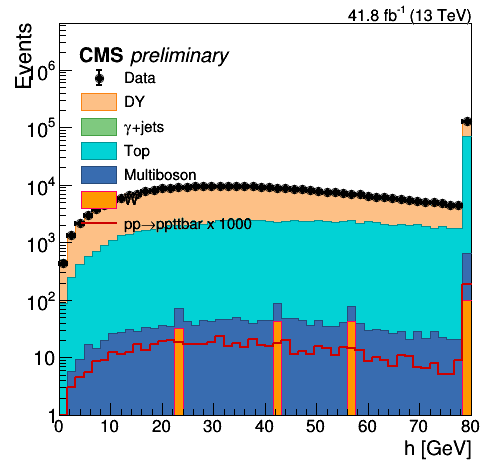 41.8 fb⁻¹ (13 TeV)
Events
CMS preliminary
Data
DY
γ+jets
Top
Multiboson
W
pp→ppttbar x 1000
10⁶
10⁵
10⁴
10³
10²
10
1
0 10 20 30 40 50 60 70 80
h [GeV]